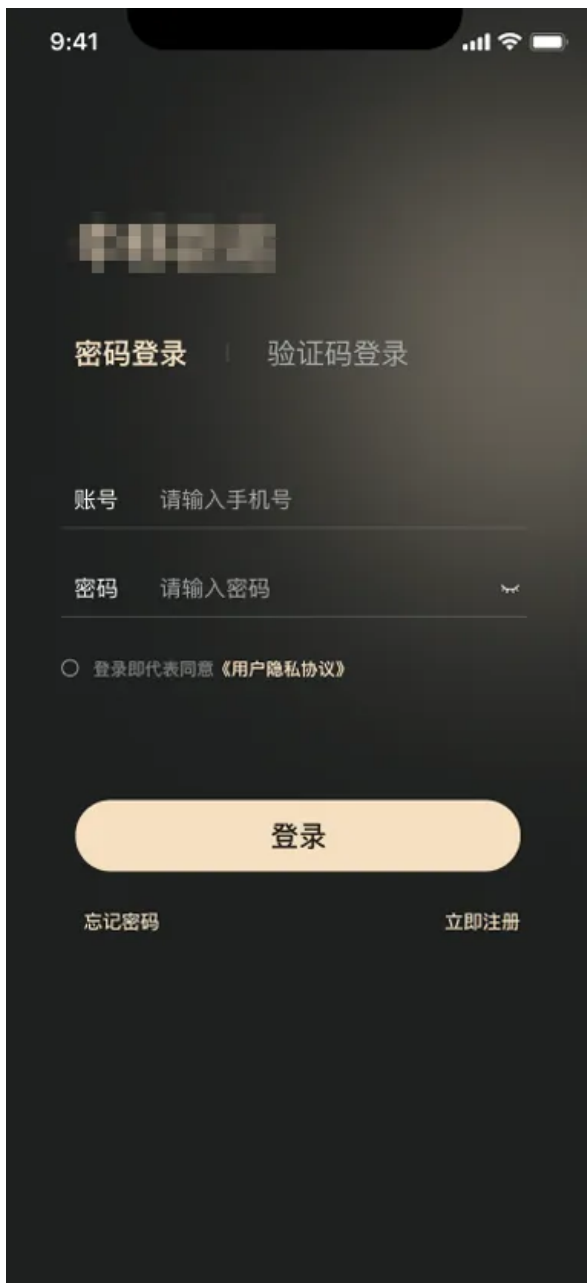 9:41
密码登录 验证码登录
账号 请输入手机号
密码 请输入密码
登录即代表同意《用户隐私协议》
登录
忘记密码 立即注册